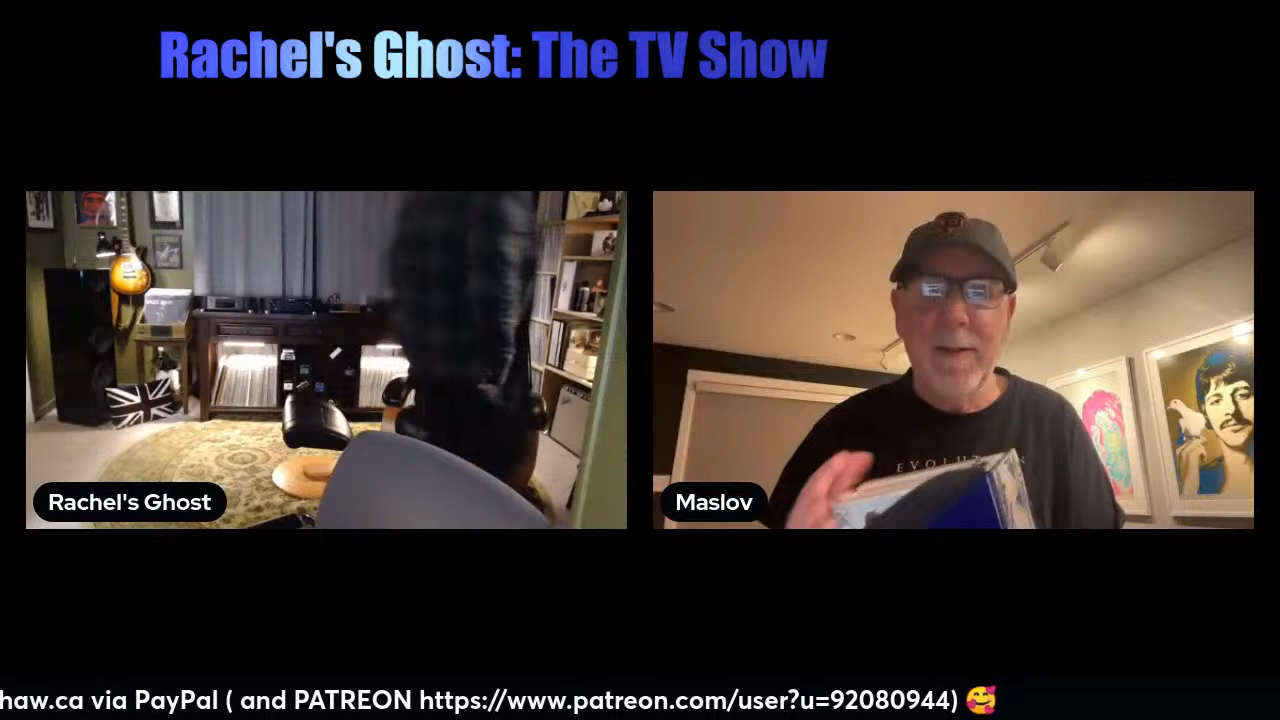 Rachel's Ghost: The TV Show
Rachel's Ghost
Maslov
haw.ca via PayPal ( and PATREON https://www.patreon.com/user?u=92080944) 🥰